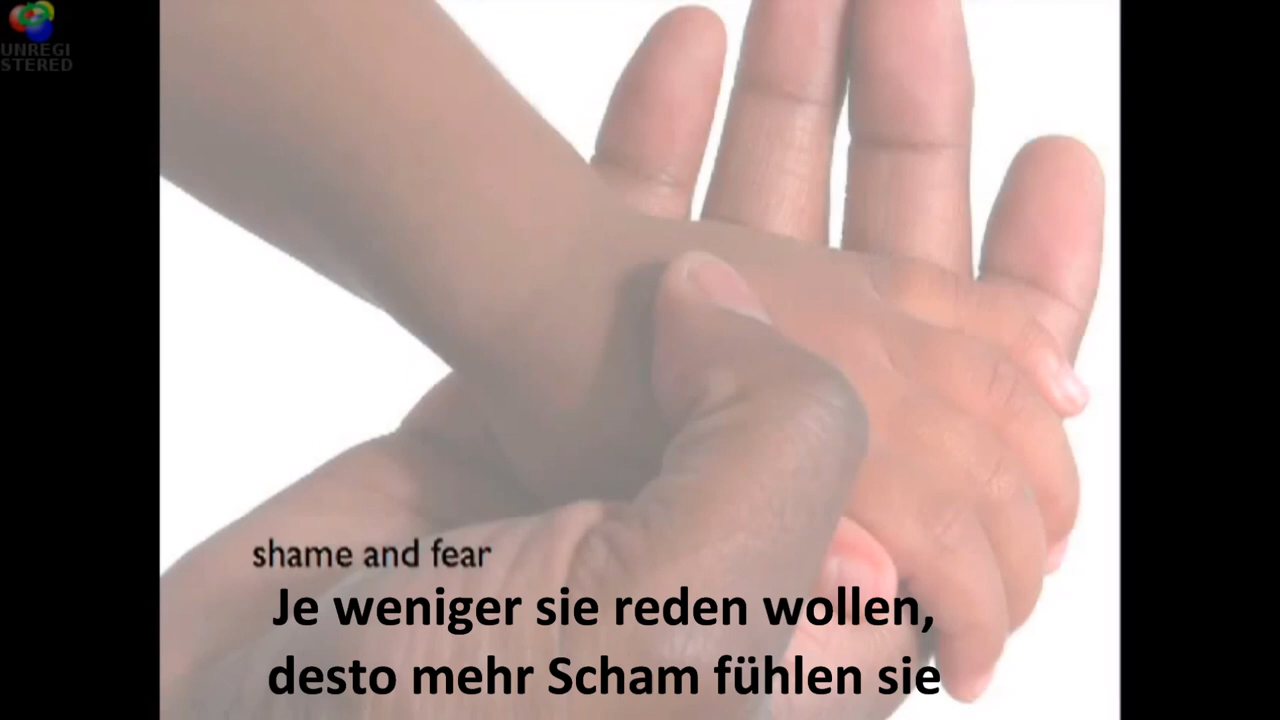 UNREGI
STERED
shame and fear
Je weniger sie reden wollen,
desto mehr Scham fühlen sie